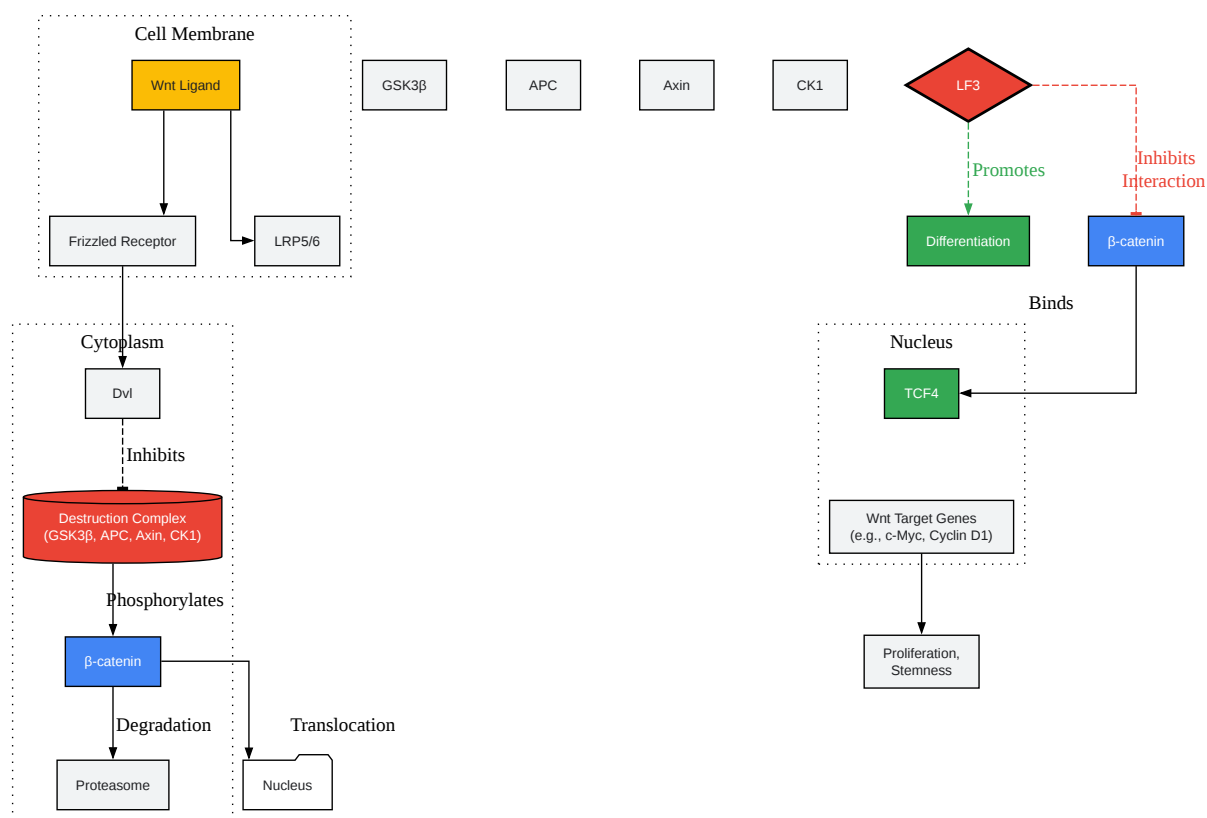 Cell Membrane
Wnt Ligand
GSK3β
APC
Axin
CK1
LF3
Promotes
Inhibits
Interaction
Frizzled Receptor
LRP5/6
Differentiation
β-catenin
Binds
Cytoplasm
Nucleus
Dvl
TCF4
Inhibits
Destruction Complex
(GSK3β, APC, Axin, CK1)
Wnt Target Genes
(e.g., c-Myc, Cyclin D1)
Phosphorylates
β-catenin
Proliferation,
Stemness
Degradation
Translocation
Proteasome
Nucleus